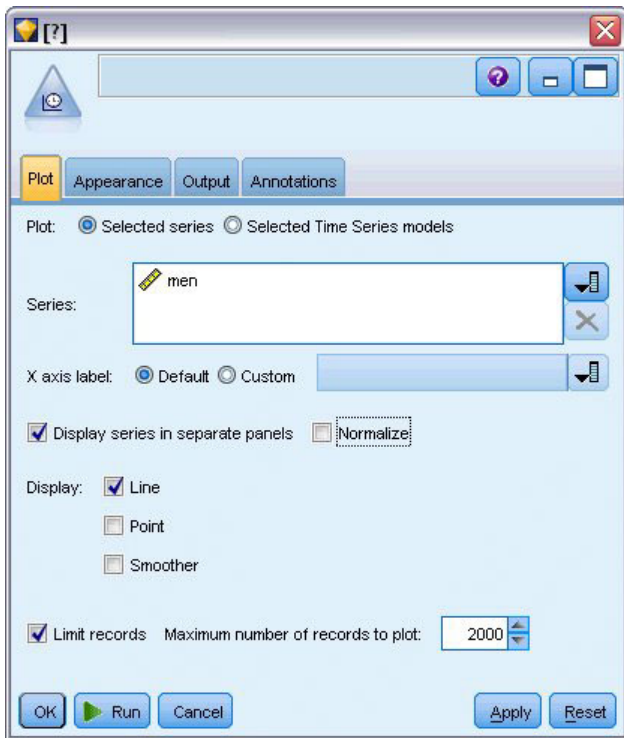 [?]
Plot Appearance Output Annotations
Plot: Selected series Selected Time Series models
men
Series:
X axis label: Default Custom
Display series in separate panels Normalize
Display: Line
Point
Smoother
Limit records Maximum number of records to plot: 2000
OK Run Cancel Apply Reset